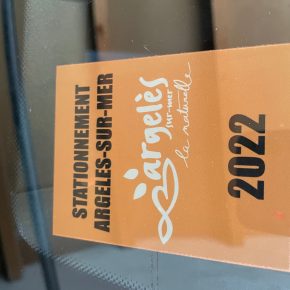 STATIONNEMENT
ARGELES-SUR-MER
argelès
sur-mer
la naturelle
2022